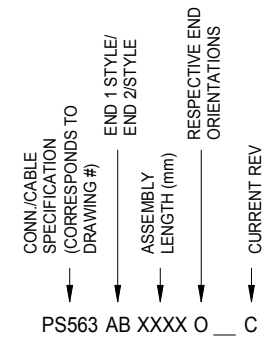 CONN./CABLE
SPECIFICATION
(CORRESPONDS TO
DRAWING #)
END 1 STYLE/
END 2/STYLE
ASSEMBLY
LENGTH (mm)
RESPECTIVE END
ORIENTATIONS
CURRENT REV
PS563 AB XXXX O __ C